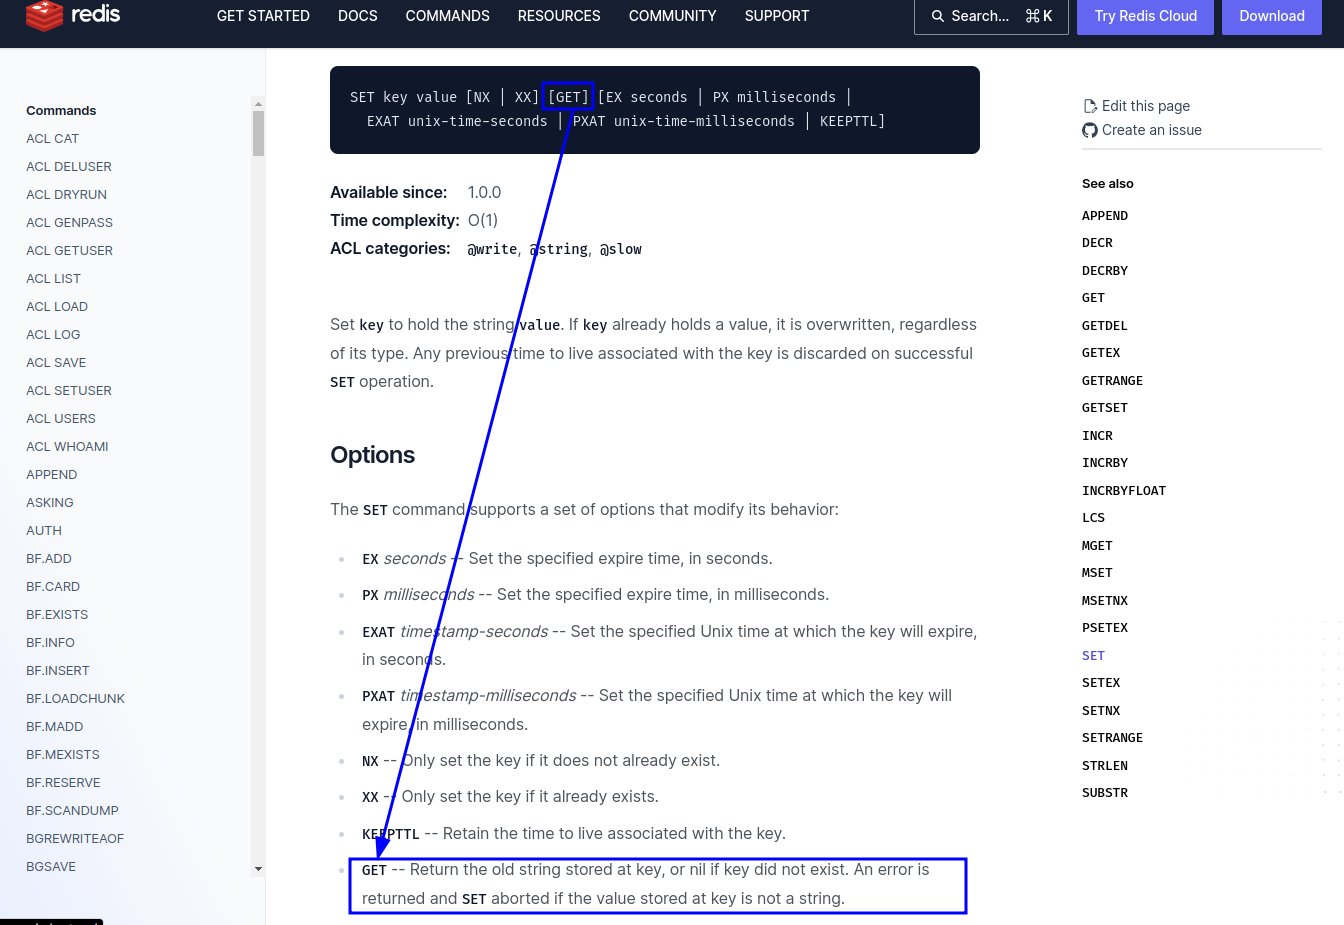 redis
GET STARTED DOCS COMMANDS RESOURCES COMMUNITY SUPPORT
Search... ⌘ K
Try Redis Cloud
Download
Commands
ACL CAT
ACL DELUSER
ACL DRYRUN
ACL GENPASS
ACL GETUSER
ACL LIST
ACL LOAD
ACL LOG
ACL SAVE
ACL SETUSER
ACL USERS
ACL WHOAMI
APPEND
ASKING
AUTH
BF.ADD
BF.CARD
BF.EXISTS
BF.INFO
BF.INSERT
BF.LOADCHUNK
BF.MADD
BF.MEXISTS
BF.RESERVE
BF.SCANDUMP
BGREWRITEAOF
BGSAVE
SET key value [NX | XX] [GET] [EX seconds | PX milliseconds |
EXAT unix-time-seconds | PXAT unix-time-milliseconds | KEEPTTL]
Available since: 1.0.0
Time complexity: O(1)
ACL categories: @write, @string, @slow
Set key to hold the string value. If key already holds a value, it is overwritten, regardless
of its type. Any previous time to live associated with the key is discarded on successful
SET operation.
Options
The SET command supports a set of options that modify its behavior:
EX seconds -- Set the specified expire time, in seconds.
PX milliseconds -- Set the specified expire time, in milliseconds.
EXAT timestamp-seconds -- Set the specified Unix time at which the key will expire,
in seconds.
PXAT timestamp-milliseconds -- Set the specified Unix time at which the key will
expire, in milliseconds.
NX -- Only set the key if it does not already exist.
XX -- Only set the key if it already exists.
KEEPTTL -- Retain the time to live associated with the key.
GET -- Return the old string stored at key, or nil if key did not exist. An error is
returned and SET aborted if the value stored at key is not a string.
Edit this page
Create an issue
See also
APPEND
DECR
DECRBY
GET
GETDEL
GETEX
GETRANGE
GETSET
INCR
INCRBY
INCRBYFLOAT
LCS
MGET
MSET
MSETNX
PSETEX
SET
SETEX
SETNX
SETRANGE
STRLEN
SUBSTR